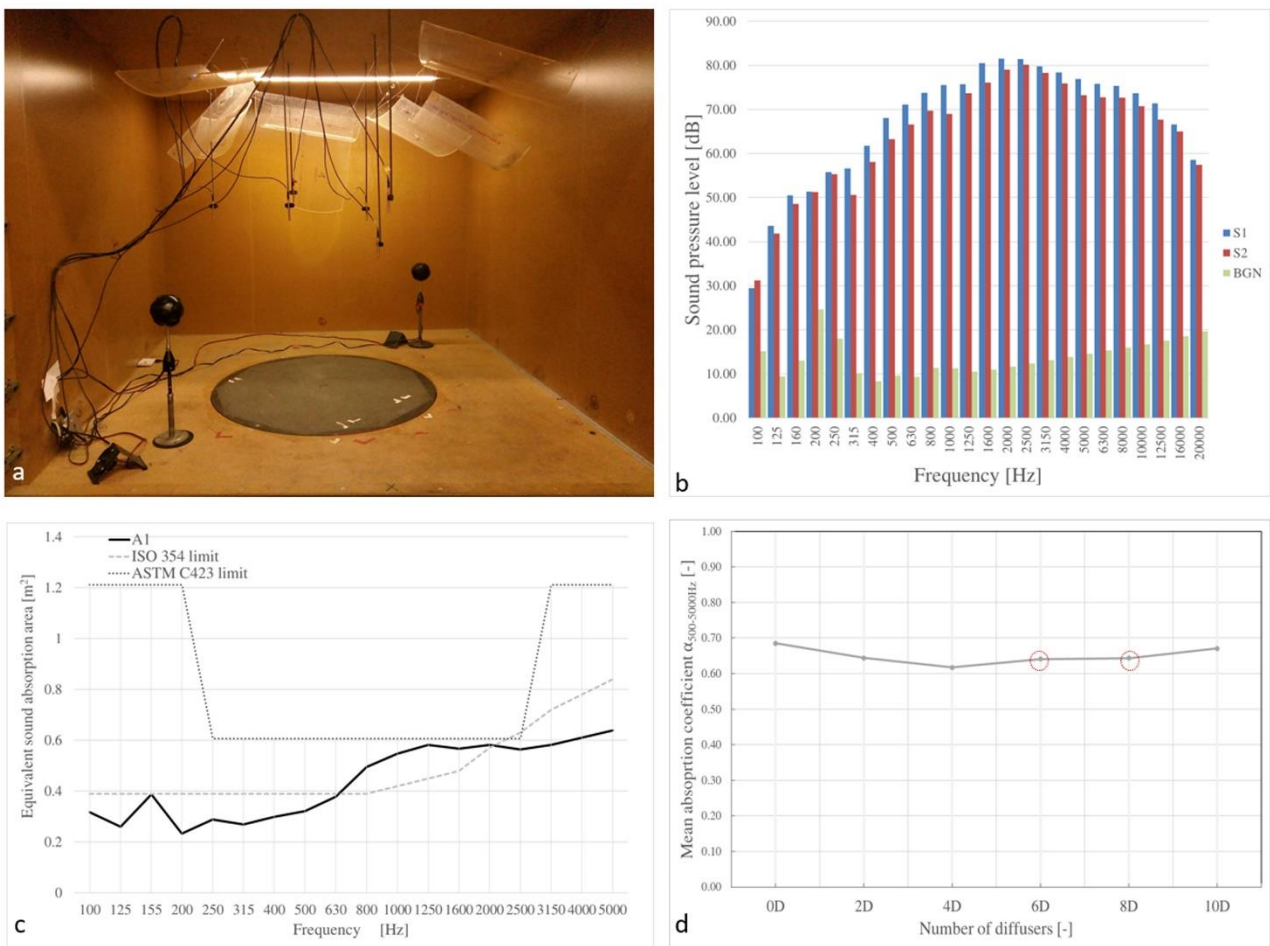 a
90.00
80.00
70.00
60.00
50.00
40.00
30.00
20.00
10.00
0.00
Sound pressure level [dB]
100 125 160 200 250 315 400 500 630 800 1000 1250 1600 2000 2500 3150 4000 5000 6300 8000 10000 12500 16000 20000
Frequency [Hz]
S1
S2
BGN
b
1.4
1.2
1
0.8
0.6
0.4
0.2
0
Equivalent sound absorption area [m²]
A1
ISO 354 limit
ASTM C423 limit
100 125 155 200 250 315 400 500 630 800 1000 1250 1600 2000 2500 3150 4000 5000
Frequency [Hz]
c
1.00
0.90
0.80
0.70
0.60
0.50
0.40
0.30
0.20
0.10
0.00
Mean absoprtion coefficient α500-5000Hz [-]
0D 2D 4D 6D 8D 10D
Number of diffusers [-]
d